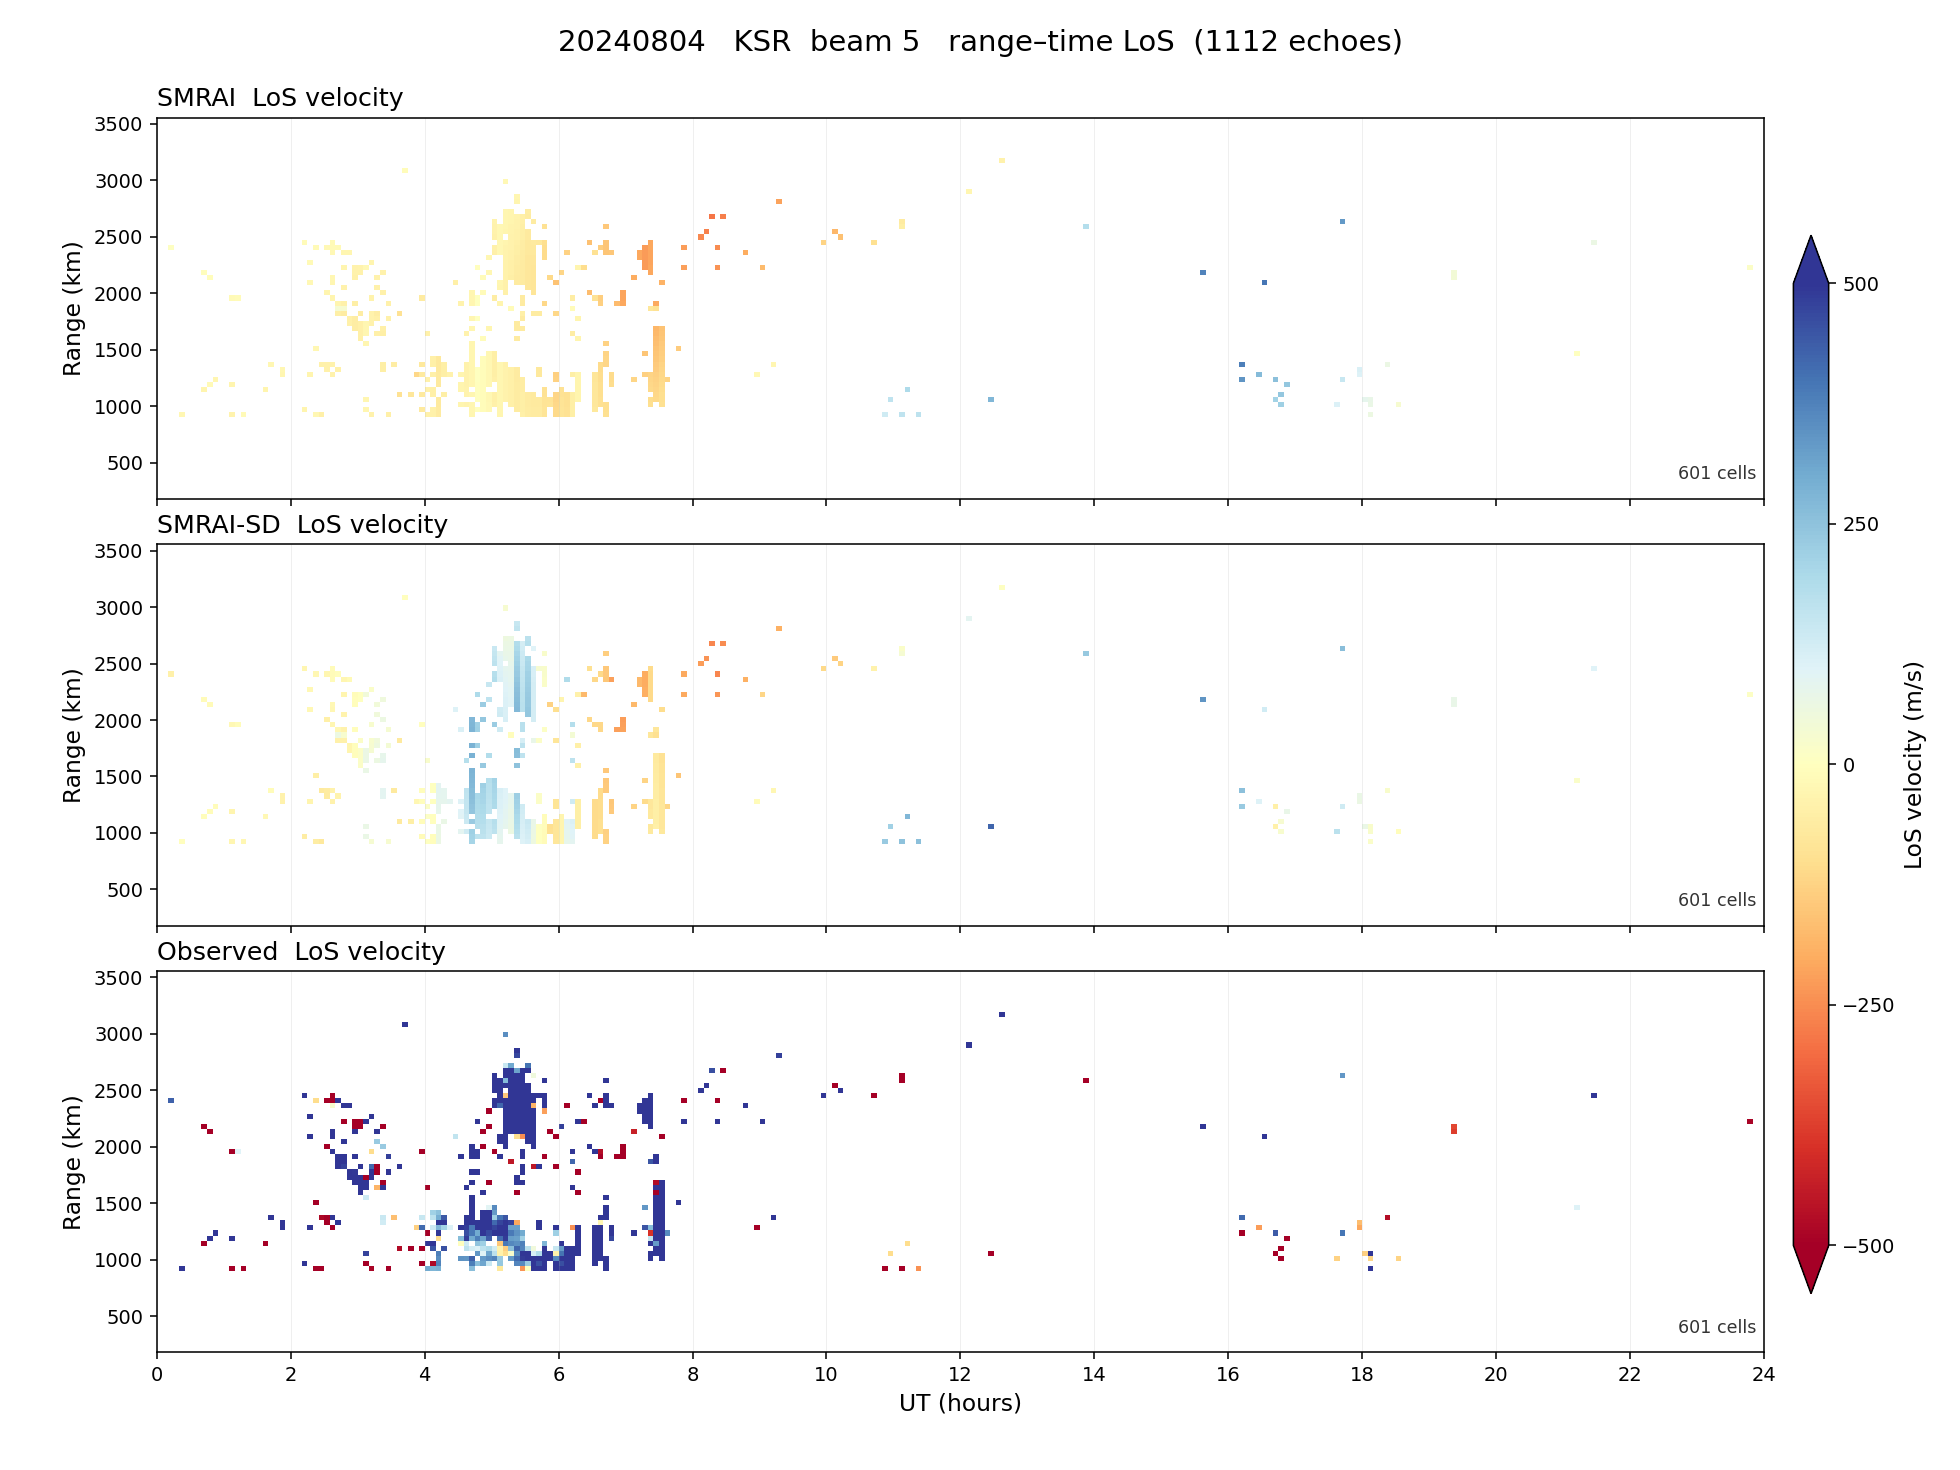 20240804   KSR  beam 5   range–time LoS  (1112 echoes)
SMRAI  LoS velocity
3500
3000
2500
2000
1500
1000
500
Range (km)
601 cells
SMRAI-SD  LoS velocity
3500
3000
2500
2000
1500
1000
500
Range (km)
601 cells
Observed  LoS velocity
3500
3000
2500
2000
1500
1000
500
Range (km)
601 cells
0 2 4 6 8 10 12 14 16 18 20 22 24
UT (hours)
500
250
0
−250
−500
LoS velocity (m/s)